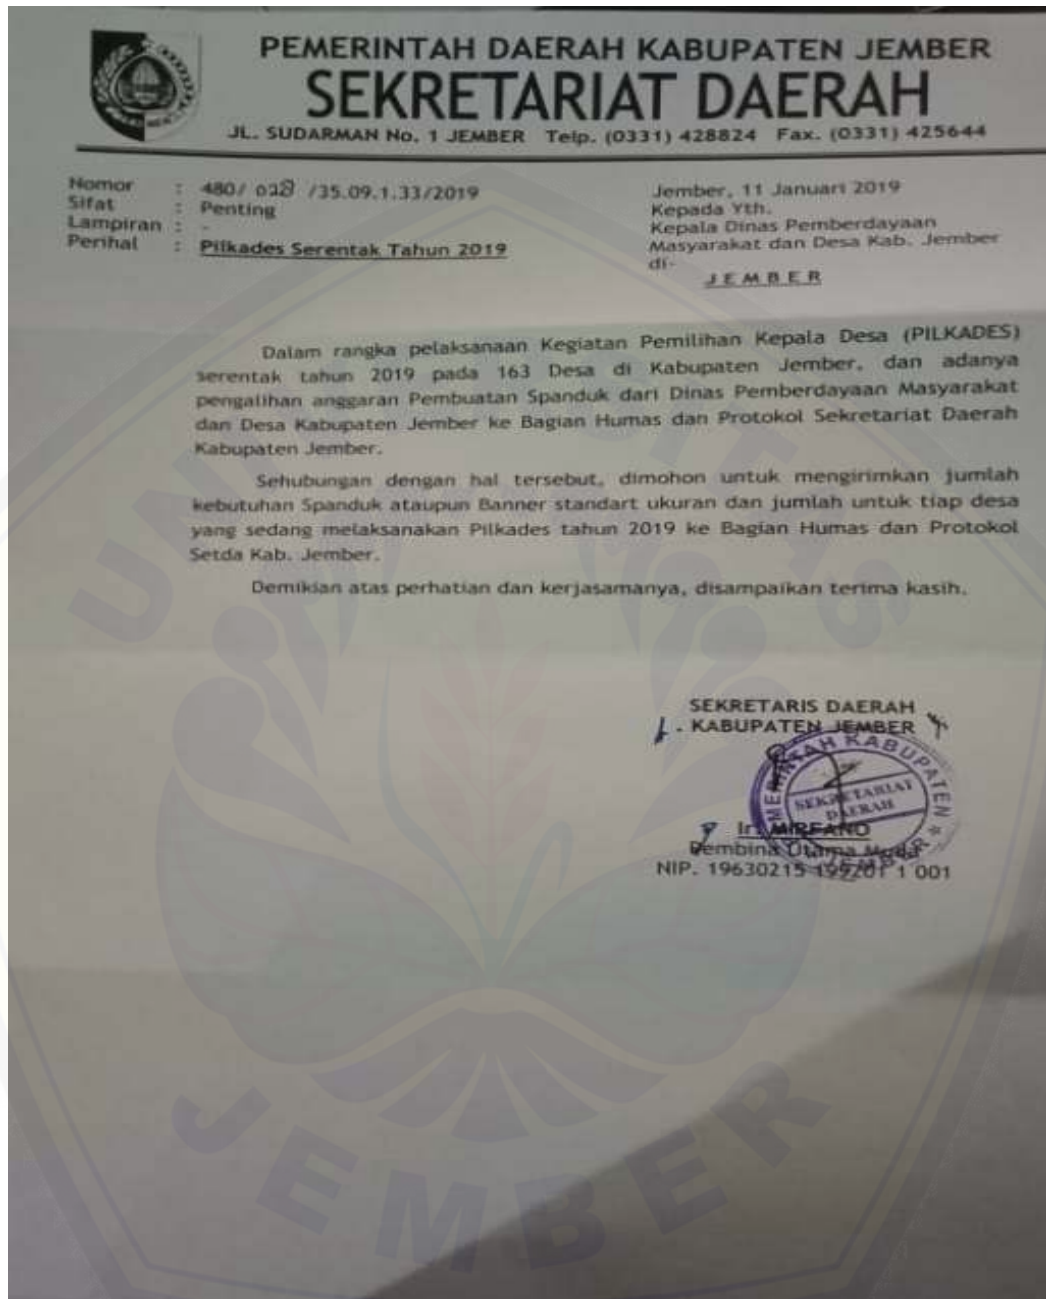 PEMERINTAH DAERAH KABUPATEN JEMBER
SEKRETARIAT DAERAH
JL. SUDARMAN No. 1 JEMBER Telp. (0331) 428824 Fax. (0331) 425644
Nomor : 480/ 028 /35.09.1.33/2019
Sifat : Penting
Lampiran : -
Perihal : Pilkades Serentak Tahun 2019
Jember, 11 Januari 2019
Kepada Yth.
Kepala Dinas Pemberdayaan
Masyarakat dan Desa Kab. Jember
di-
J E M B E R
Dalam rangka pelaksanaan Kegiatan Pemilihan Kepala Desa (PILKADES)
serentak tahun 2019 pada 163 Desa di Kabupaten Jember, dan adanya
pengalihan anggaran Pembuatan Spanduk dari Dinas Pemberdayaan Masyarakat
dan Desa Kabupaten Jember ke Bagian Humas dan Protokol Sekretariat Daerah
Kabupaten Jember.
Sehubungan dengan hal tersebut, dimohon untuk mengirimkan jumlah
kebutuhan Spanduk ataupun Banner standart ukuran dan jumlah untuk tiap desa
yang sedang melaksanakan Pilkades tahun 2019 ke Bagian Humas dan Protokol
Setda Kab. Jember.
Demikian atas perhatian dan kerjasamanya, disampaikan terima kasih.
SEKRETARIS DAERAH
KABUPATEN JEMBER
PEMERINTAH KABUPATEN
SEKRETARIAT
DAERAH
JEMBER
Ir. MIRFANO
Pembina Utama Muda
NIP. 19630215 199201 1 001
UNIVERSITAS
JEMBER